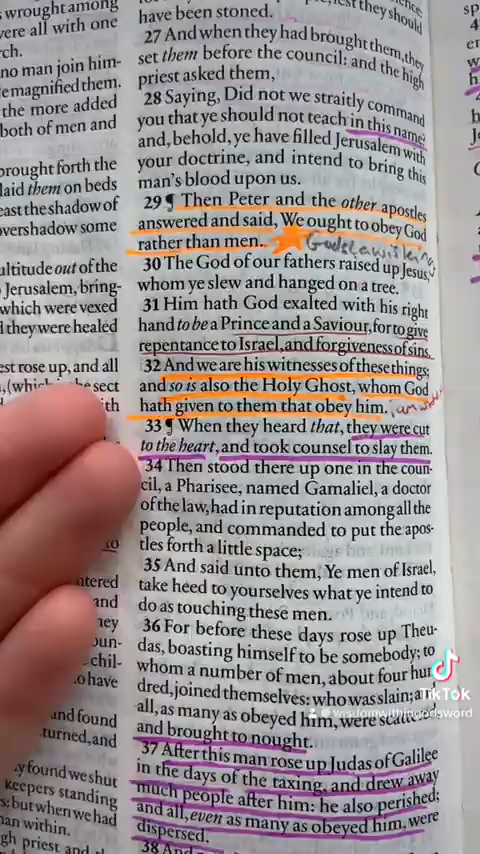 wrought among
were all with one
rch.
no man join him-
e magnified them.
the more added
both of men and
brought forth the
laid them on beds
east the shadow of
overshadow some
ultitude out of the
Jerusalem, bring-
which were vexed
l they were healed
est rose up, and all
sect
ith
to
ntered
and
ney
oun-
chil-
o have
and found
turned, and
y found we shut
keepers standing
s: but when we had
nan within.
gh priest and
have been stoned.
27 And when they had brought them, they
set them before the council: and the high
priest asked them,
28 Saying, Did not we straitly command
you that ye should not teach in this name?
and, behold, ye have filled Jerusalem with
your doctrine, and intend to bring this
man's blood upon us.
29 ¶ Then Peter and the other apostles
answered and said, We ought to obey God
rather than men.
30 The God of our fathers raised up Jesus,
whom ye slew and hanged on a tree.
31 Him hath God exalted with his right
hand to be a Prince and a Saviour, for to give
repentance to Israel, and forgiveness of sins.
32 And we are his witnesses of these things;
and so is also the Holy Ghost, whom God
hath given to them that obey him.
33 ¶ When they heard that, they were cut
to the heart, and took counsel to slay them.
34 Then stood there up one in the coun-
cil, a Pharisee, named Gamaliel, a doctor
of the law, had in reputation among all the
people, and commanded to put the apos-
tles forth a little space;
35 And said unto them, Ye men of Israel,
take heed to yourselves what ye intend to
do as touching these men.
36 For before these days rose up Theu-
das, boasting himself to be somebody; to
whom a number of men, about four hun-
dred, joined themselves: who was slain; and
all, as many as obeyed him, were
and brought to nought.
37 After this man rose up Judas of Galilee
in the days of the taxing, and drew away
much people after him: he also perished;
and all, even as many as obeyed him, were
dispersed.
38 And
TikTok
@wisdomwithingodsword